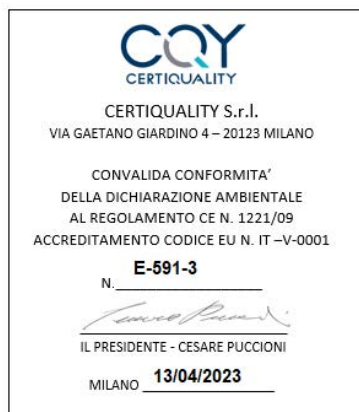 CQY
CERTIQUALITY
CERTIQUALITY S.r.l.
VIA GAETANO GIARDINO 4 – 20123 MILANO
CONVALIDA CONFORMITA’
DELLA DICHIARAZIONE AMBIENTALE
AL REGOLAMENTO CE N. 1221/09
ACCREDITAMENTO CODICE EU N. IT –V-0001
N. E-591-3
IL PRESIDENTE - CESARE PUCCIONI
MILANO 13/04/2023